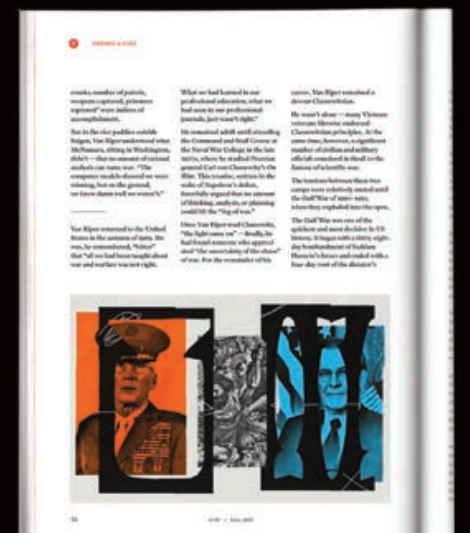 FRIENDS & FOES
counts, number of patrols,
weapons captured, prisoners
captured" were indices of
accomplishment.
But in the rice paddies outside
Saigon, Van Riper understood what
McNamara, sitting in Washington,
didn't — that no amount of rational
analysis can tame war. "The
computer models showed we were
winning, but on the ground,
we knew damn well we weren't."
Van Riper returned to the United
States in the autumn of 1969. He
was, he remembered, "bitter"
that "all we had been taught about
war and warfare was not right.
What we had learned in our
professional education, what we
had seen in our professional
journals, just wasn't right."
He remained adrift until attending
the Command and Staff Course at
the Naval War College in the late
1970s, where he studied Prussian
general Carl von Clausewitz's On
War. This treatise, written in the
wake of Napoleon's defeat,
forcefully argued that no amount
of thinking, analysis, or planning
could lift the "fog of war."
Once Van Riper read Clausewitz,
"the light came on" — finally, he
had found someone who appreci-
ated "the uncertainty of the chaos"
of war. For the remainder of his
career, Van Riper remained a
devout Clausewitzian.
He wasn't alone — many Vietnam
veterans likewise endorsed
Clausewitzian principles. At the
same time, however, a significant
number of civilian and military
officials remained in thrall to the
fantasy of scientific war.
The tensions between these two
camps were relatively muted until
the Gulf War of 1990–1991,
when they exploded into the open.
The Gulf War was one of the
quickest and most decisive in US
history. It began with a thirty-eight-
day bombardment of Saddam
Hussein's forces and ended with a
four-day rout of the dictator's